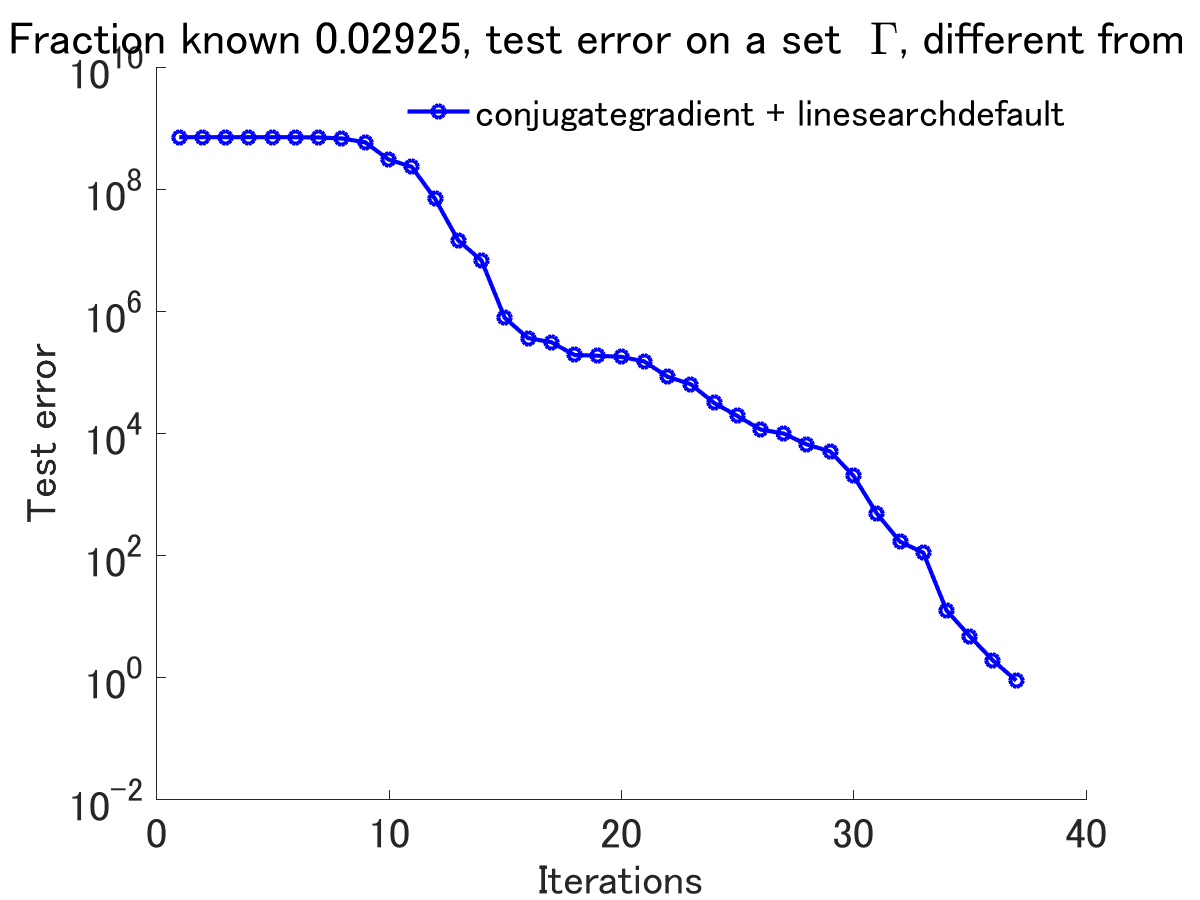 Fraction known 0.02925, test error on a set Γ, different from
10^10
conjugategradient + linesearchdefault
10^8
10^6
10^4
10^2
10^0
10^−2
Test error
0 10 20 30 40
Iterations